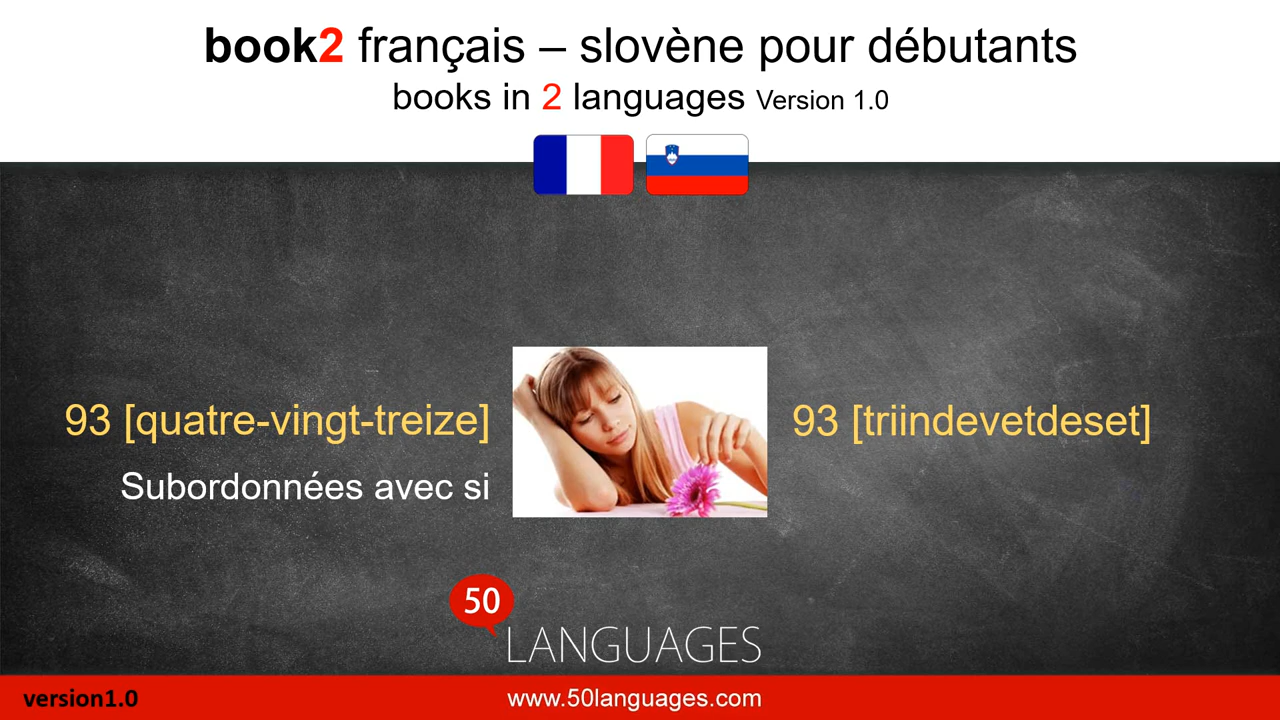 book2 français – slovène pour débutants
books in 2 languages Version 1.0
93 [quatre-vingt-treize]
Subordonnées avec si
93 [triindevetdeset]
50
LANGUAGES
version1.0
www.50languages.com